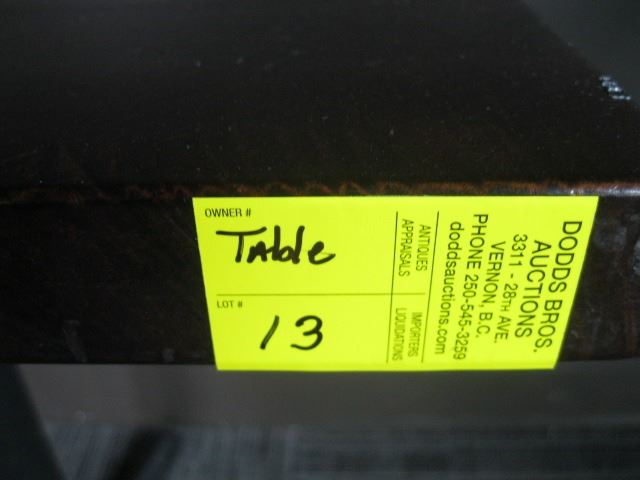 OWNER #
Table
LOT #
13
DODDS BROS.
AUCTIONS
3311 - 28TH AVE.
VERNON, B.C.
PHONE 250-545-3259
doddsauctions.com
ANTIQUES IMPORTERS
APPRAISALS LIQUIDATIONS